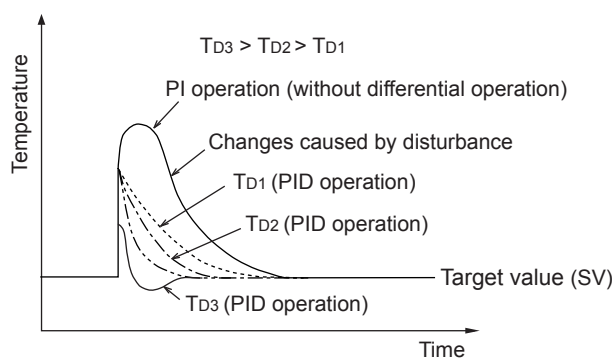 TD3 > TD2 > TD1
PI operation (without differential operation)
Changes caused by disturbance
TD1 (PID operation)
TD2 (PID operation)
Target value (SV)
TD3 (PID operation)
Temperature
Time